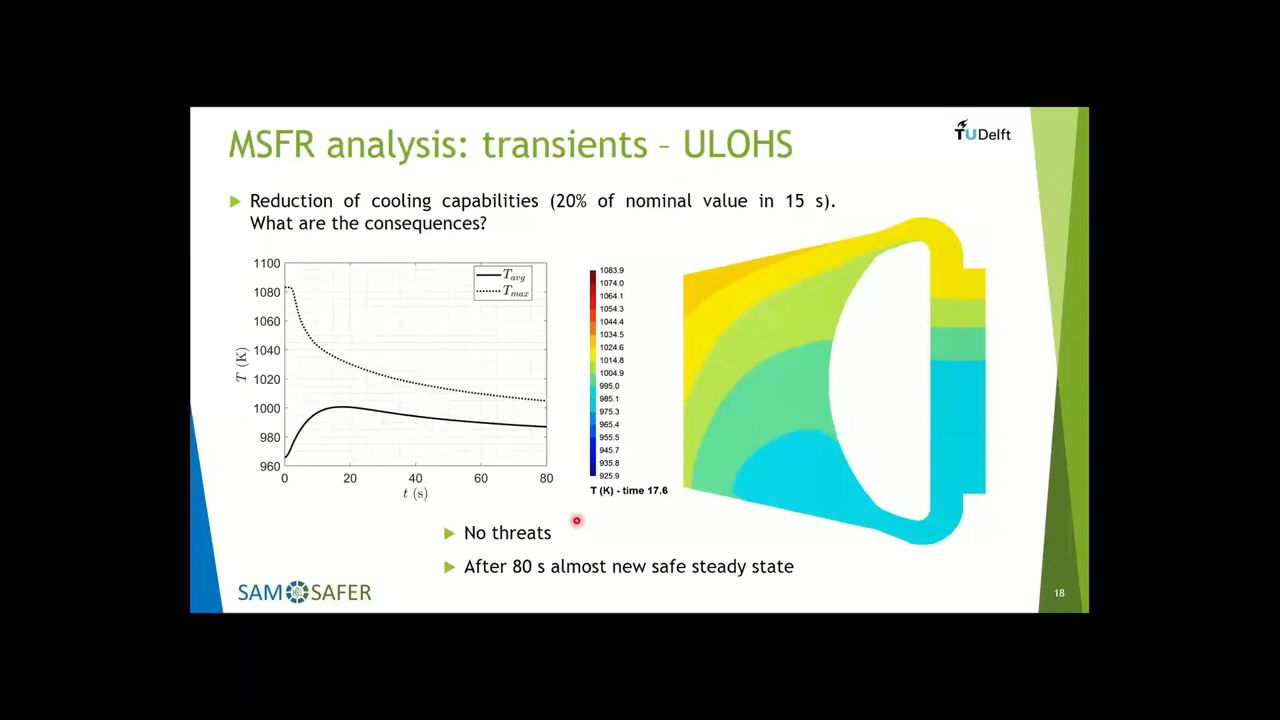 MSFR analysis: transients – ULOHS
TUDelft
Reduction of cooling capabilities (20% of nominal value in 15 s).
What are the consequences?
1100
1080
1060
1040
1020
1000
980
960
T (K)
0
20
40
60
80
t (s)
Tavg
Tmax
1083.9
1074.0
1064.1
1054.3
1044.4
1034.5
1024.6
1014.8
1004.9
995.0
985.1
975.3
965.4
955.5
945.7
935.8
925.9
T (K) - time 17.6
No threats
After 80 s almost new safe steady state
SAMOSAFER
18